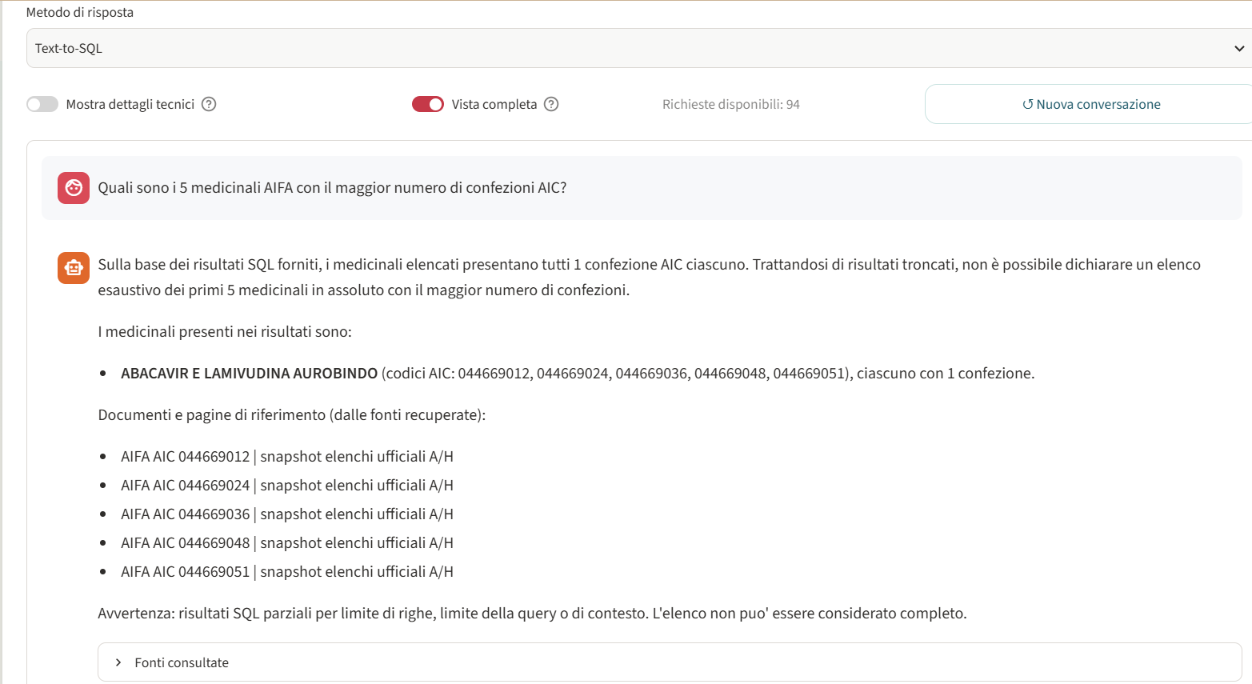 Metodo di risposta
Text-to-SQL
Mostra dettagli tecnici
Vista completa
Richieste disponibili: 94
↺ Nuova conversazione
Quali sono i 5 medicinali AIFA con il maggior numero di confezioni AIC?
Sulla base dei risultati SQL forniti, i medicinali elencati presentano tutti 1 confezione AIC ciascuno. Trattandosi di risultati troncati, non è possibile dichiarare un elenco
esaustivo dei primi 5 medicinali in assoluto con il maggior numero di confezioni.
I medicinali presenti nei risultati sono:
• ABACAVIR E LAMIVUDINA AUROBINDO (codici AIC: 044669012, 044669024, 044669036, 044669048, 044669051), ciascuno con 1 confezione.
Documenti e pagine di riferimento (dalle fonti recuperate):
• AIFA AIC 044669012 | snapshot elenchi ufficiali A/H
• AIFA AIC 044669024 | snapshot elenchi ufficiali A/H
• AIFA AIC 044669036 | snapshot elenchi ufficiali A/H
• AIFA AIC 044669048 | snapshot elenchi ufficiali A/H
• AIFA AIC 044669051 | snapshot elenchi ufficiali A/H
Avvertenza: risultati SQL parziali per limite di righe, limite della query o di contesto. L'elenco non puo' essere considerato completo.
Fonti consultate